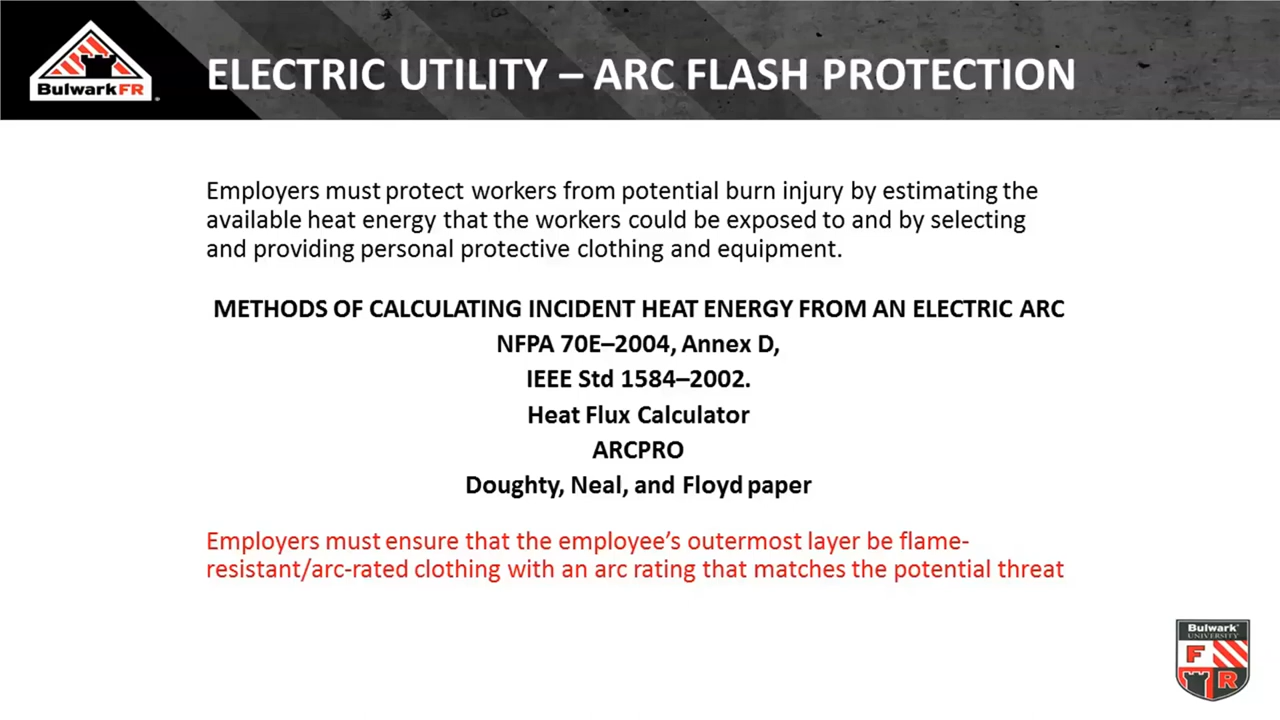 BulwarkFR
ELECTRIC UTILITY – ARC FLASH PROTECTION
Employers must protect workers from potential burn injury by estimating the
available heat energy that the workers could be exposed to and by selecting
and providing personal protective clothing and equipment.
METHODS OF CALCULATING INCIDENT HEAT ENERGY FROM AN ELECTRIC ARC
NFPA 70E–2004, Annex D,
IEEE Std 1584–2002.
Heat Flux Calculator
ARCPRO
Doughty, Neal, and Floyd paper
Employers must ensure that the employee’s outermost layer be flame-
resistant/arc-rated clothing with an arc rating that matches the potential threat
Bulwark®
UNIVERSITY
F
R